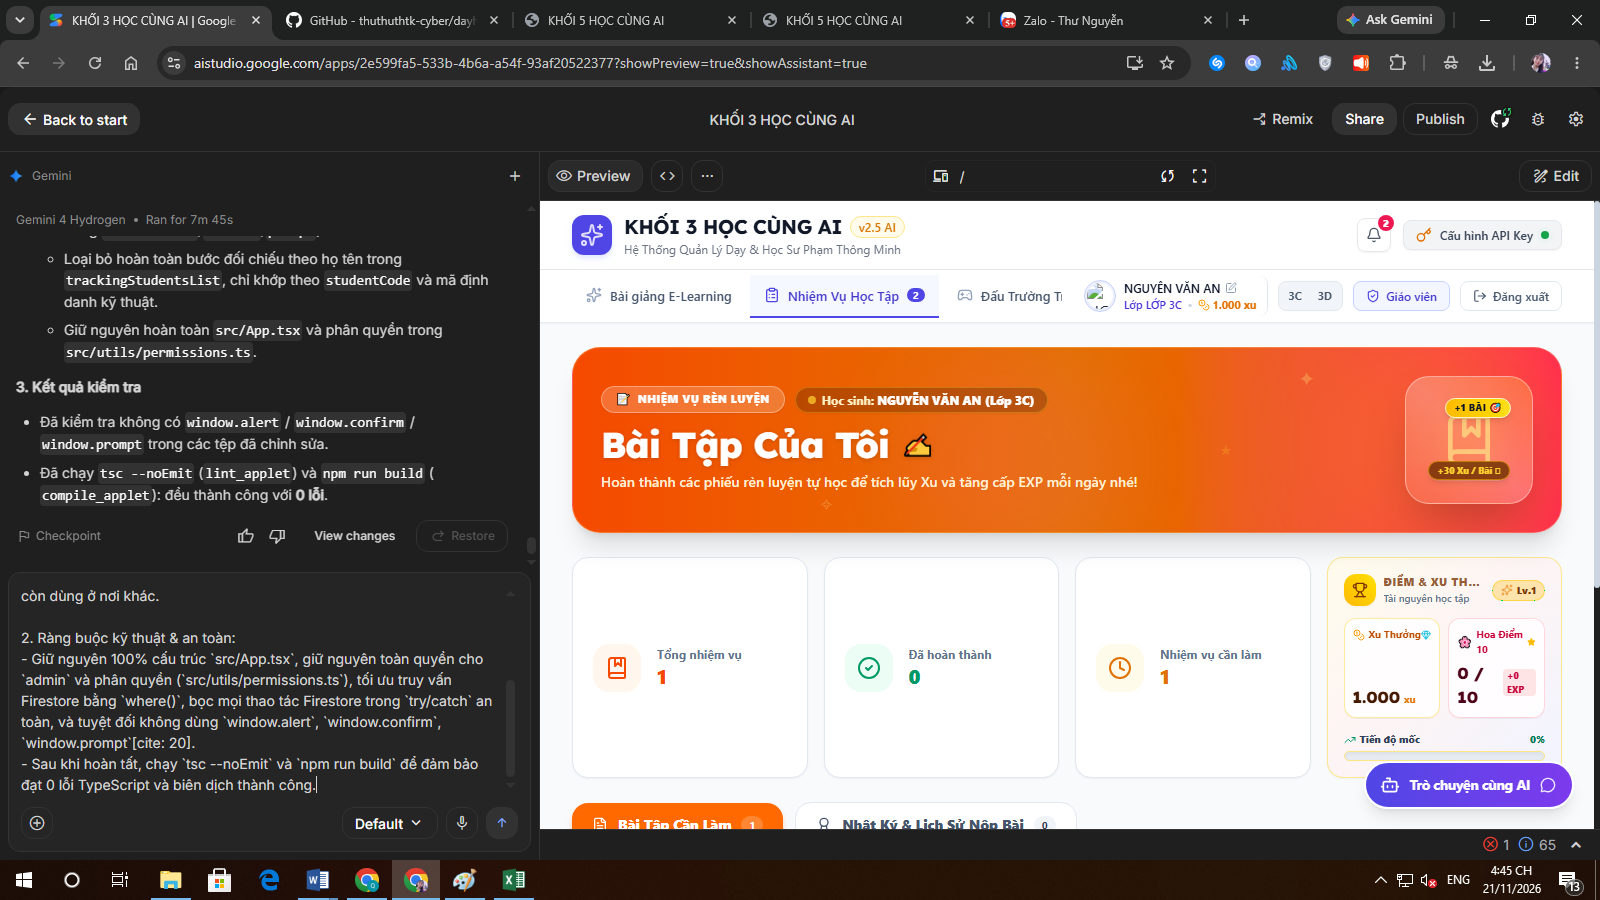 KHỐI 3 HỌC CÙNG AI | Google
GitHub - thuthuthtk-cyber/dayh
KHỐI 5 HỌC CÙNG AI
KHỐI 5 HỌC CÙNG AI
Zalo - Thư Nguyễn
Ask Gemini
aistudio.google.com/apps/2e599fa5-533b-4b6a-a54f-93af20522377?showPreview=true&showAssistant=true
Back to start
KHỐI 3 HỌC CÙNG AI
Remix
Share
Publish
Gemini
Preview
/
Edit
Gemini 4 Hydrogen • Ran for 7m 45s
Loại bỏ hoàn toàn bước đối chiếu theo họ tên trong
trackingStudentsList, chỉ khớp theo studentCode và mã định
danh kỹ thuật.
Giữ nguyên hoàn toàn src/App.tsx và phân quyền trong
src/utils/permissions.ts.
3. Kết quả kiểm tra
Đã kiểm tra không có window.alert / window.confirm /
window.prompt trong các tệp đã chỉnh sửa.
Đã chạy tsc --noEmit (lint_applet) và npm run build (
compile_applet): đều thành công với 0 lỗi.
Checkpoint
View changes
Restore
còn dùng ở nơi khác.
2. Ràng buộc kỹ thuật & an toàn:
- Giữ nguyên 100% cấu trúc `src/App.tsx`, giữ nguyên toàn quyền cho
`admin` và phân quyền (`src/utils/permissions.ts`), tối ưu truy vấn
Firestore bằng `where()`, bọc mọi thao tác Firestore trong `try/catch` an
toàn, và tuyệt đối không dùng `window.alert`, `window.confirm`,
`window.prompt`[cite: 20].
- Sau khi hoàn tất, chạy `tsc --noEmit` và `npm run build` để đảm bảo
đạt 0 lỗi TypeScript và biên dịch thành công.
Default
KHỐI 3 HỌC CÙNG AI
v2.5 AI
Hệ Thống Quản Lý Dạy & Học Sư Phạm Thông Minh
2
Cấu hình API Key
Bài giảng E-Learning
Nhiệm Vụ Học Tập 2
Đấu Trường Tr
NGUYỄN VĂN AN
Lớp LỚP 3C • 1.000 xu
3C
3D
Giáo viên
Đăng xuất
NHIỆM VỤ RÈN LUYỆN
Học sinh: NGUYỄN VĂN AN (Lớp 3C)
Bài Tập Của Tôi
Hoàn thành các phiếu rèn luyện tự học để tích lũy Xu và tăng cấp EXP mỗi ngày nhé!
+1 BÀI
+30 Xu / Bài
Tổng nhiệm vụ
1
Đã hoàn thành
0
Nhiệm vụ cần làm
1
ĐIỂM & XU TH...
Tài nguyên học tập
Lv.1
Xu Thưởng
1.000 xu
Hoa Điểm
10
0 /
10
+0
EXP
Tiến độ mốc
0%
Trò chuyện cùng AI
Bài Tập Cần Làm 1
Nhật Ký & Lịch Sử Nộp Bài 0
1
65
ENG
4:45 CH
21/11/2026
13